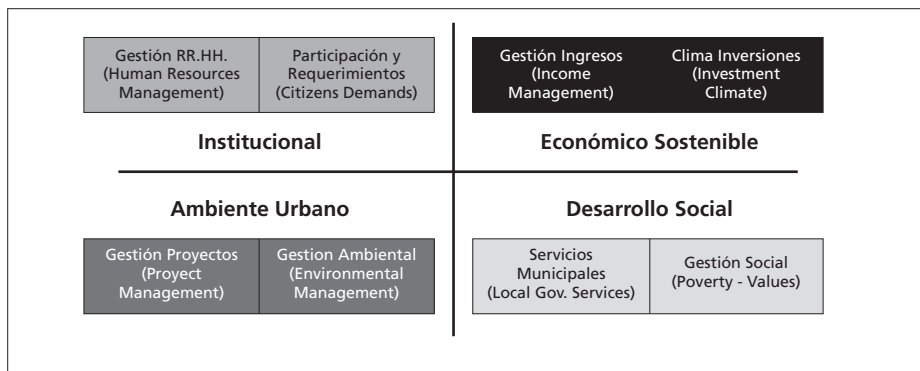 Gestión RR.HH.
(Human Resources
Management)
Participación y
Requerimientos
(Citizens Demands)
Institucional
Gestión Ingresos
(Income
Management)
Clima Inversiones
(Investment
Climate)
Económico Sostenible
Ambiente Urbano
Gestión Proyectos
(Proyect
Management)
Gestion Ambiental
(Environmental
Management)
Desarrollo Social
Servicios
Municipales
(Local Gov. Services)
Gestión Social
(Poverty - Values)